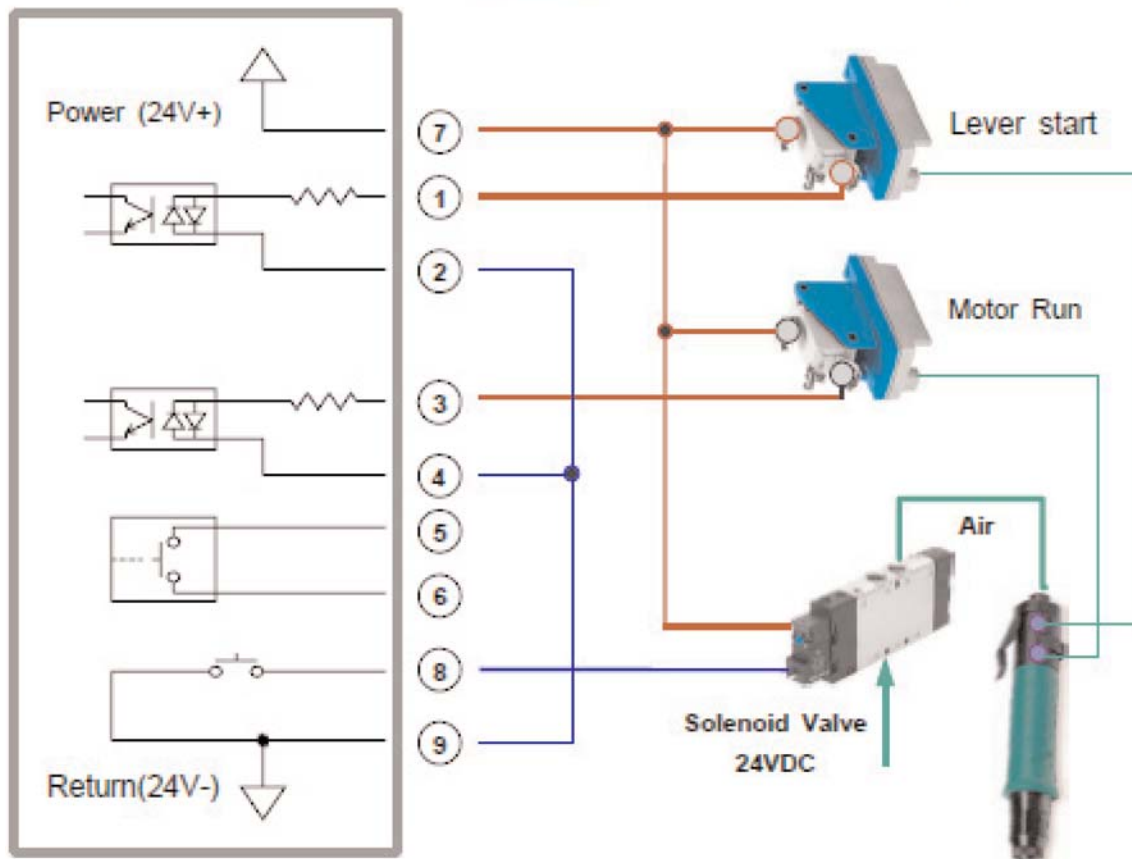 Power (24V+)
7
Lever start
1
2
Motor Run
3
4
5
Air
6
8
Solenoid Valve
24VDC
9
Return(24V-)